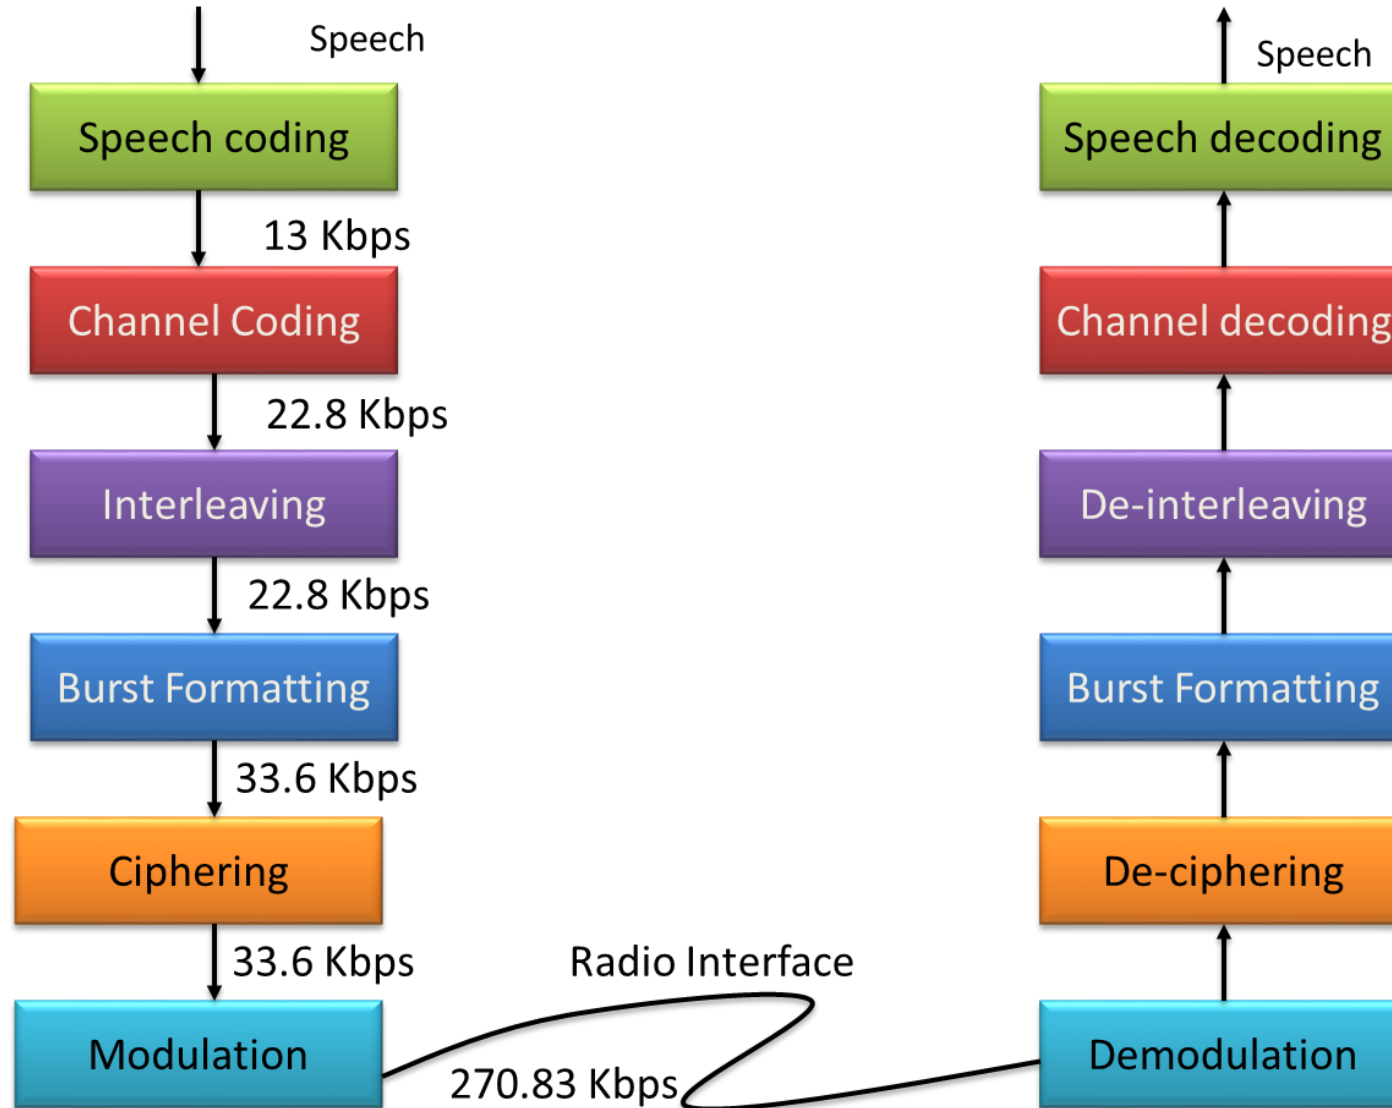 Speech
Speech coding
13 Kbps
Channel Coding
22.8 Kbps
Interleaving
22.8 Kbps
Burst Formatting
33.6 Kbps
Ciphering
33.6 Kbps
Modulation
Radio Interface
270.83 Kbps
Speech
Speech decoding
Channel decoding
De-interleaving
Burst Formatting
De-ciphering
Demodulation